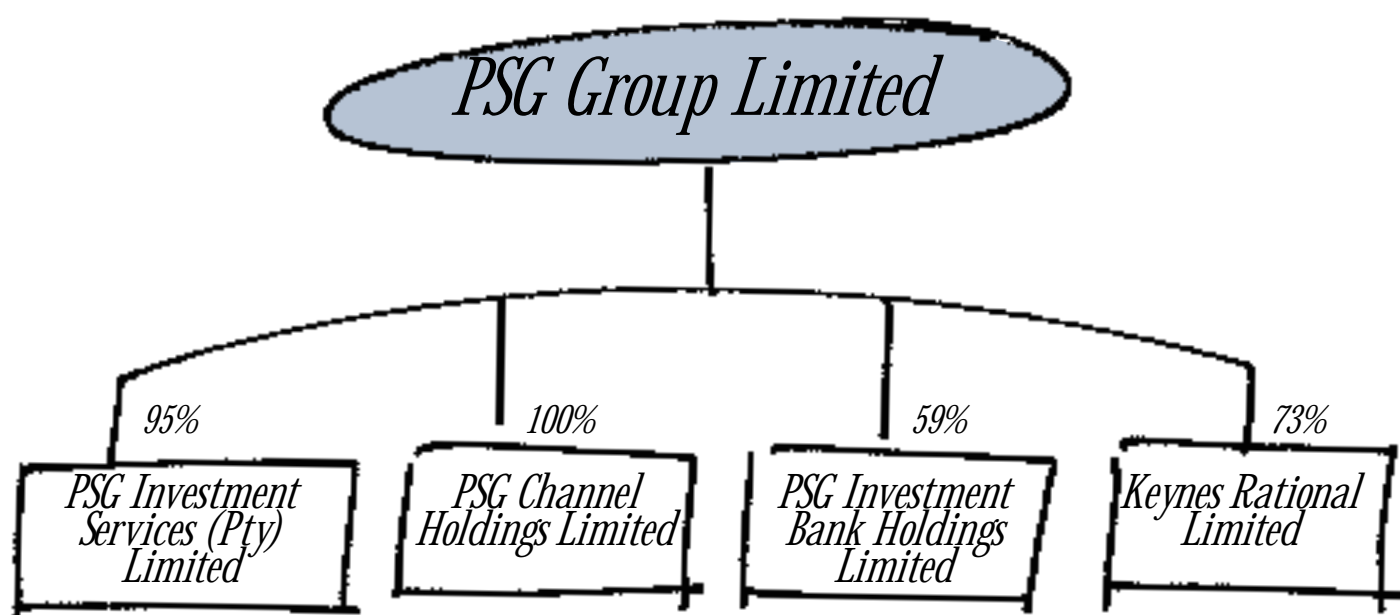 PSG Group Limited
95%
100%
59%
73%
PSG Investment
Services (Pty)
Limited
PSG Channel
Holdings Limited
PSG Investment
Bank Holdings
Limited
Keynes Rational
Limited